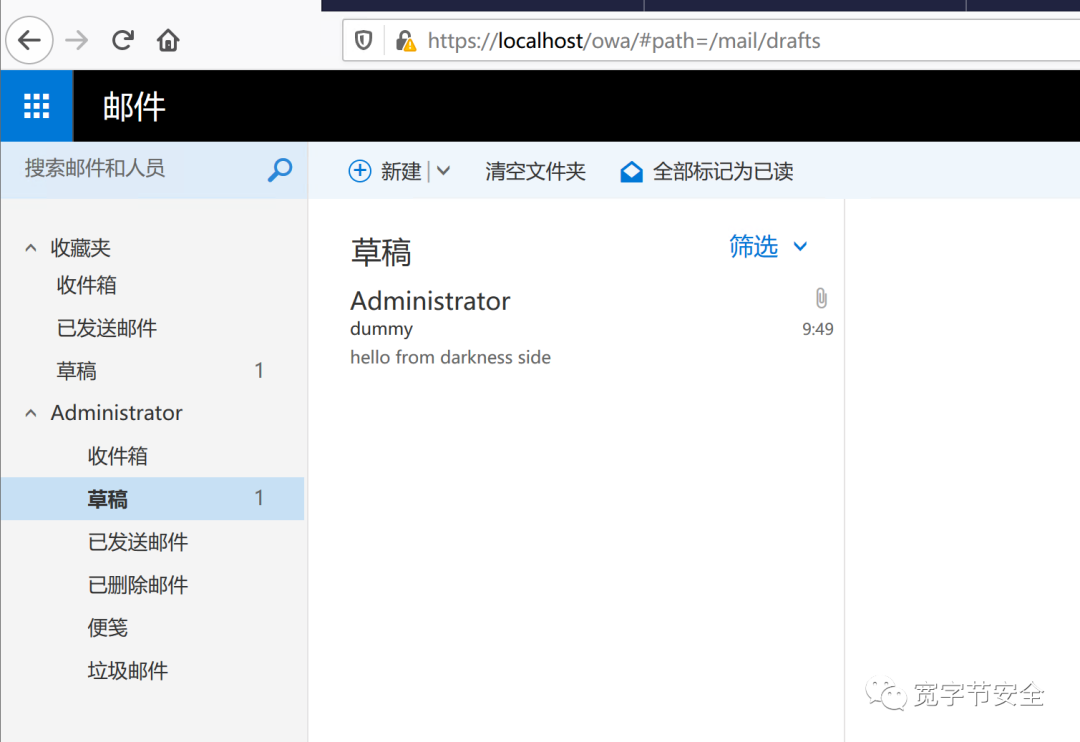 https://localhost/owa/#path=/mail/drafts
邮件
搜索邮件和人员
新建 清空文件夹 全部标记为已读
收藏夹
收件箱
已发送邮件
草稿 1
Administrator
收件箱
草稿 1
已发送邮件
已删除邮件
便笺
垃圾邮件
草稿 筛选
Administrator
dummy 9:49
hello from darkness side
宽字节安全